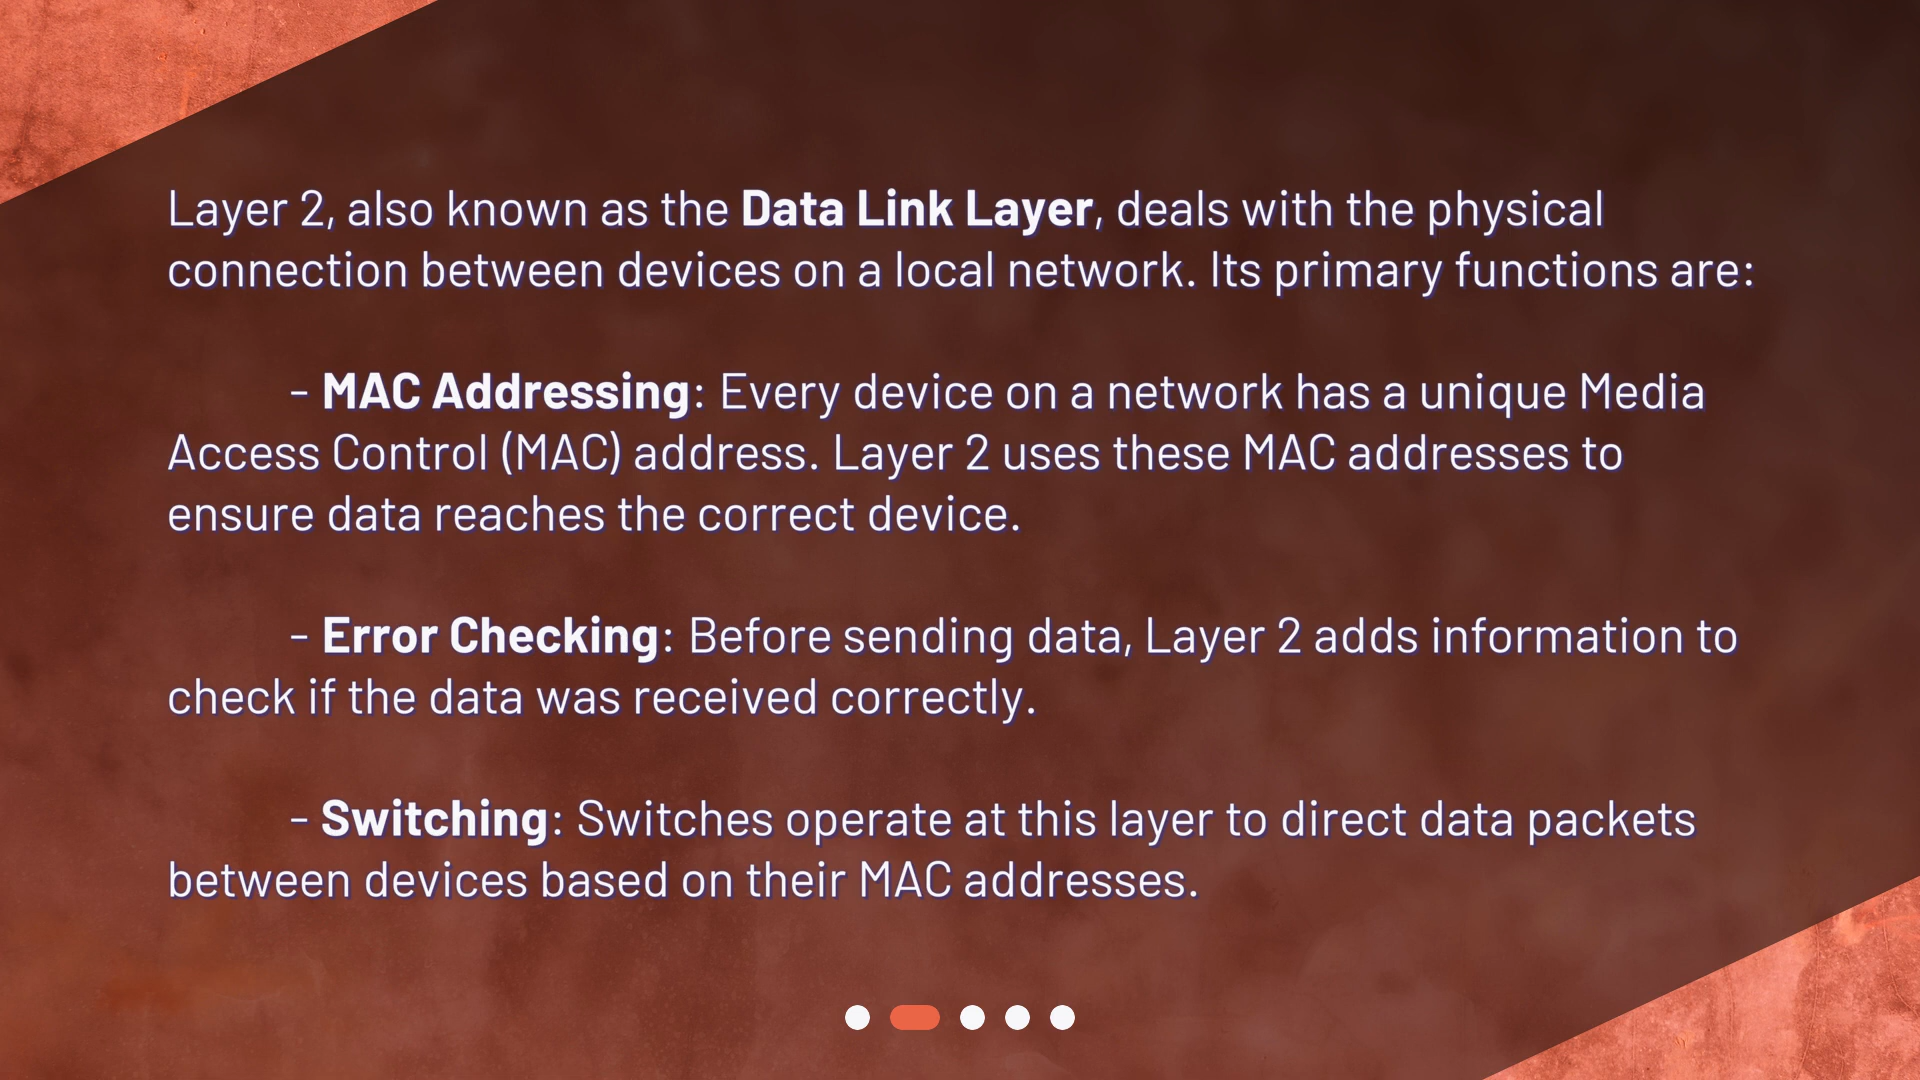 Layer 2, also known as the Data Link Layer, deals with the physical
connection between devices on a local network. Its primary functions are:
- MAC Addressing: Every device on a network has a unique Media
Access Control (MAC) address. Layer 2 uses these MAC addresses to
ensure data reaches the correct device.
- Error Checking: Before sending data, Layer 2 adds information to
check if the data was received correctly.
- Switching: Switches operate at this layer to direct data packets
between devices based on their MAC addresses.